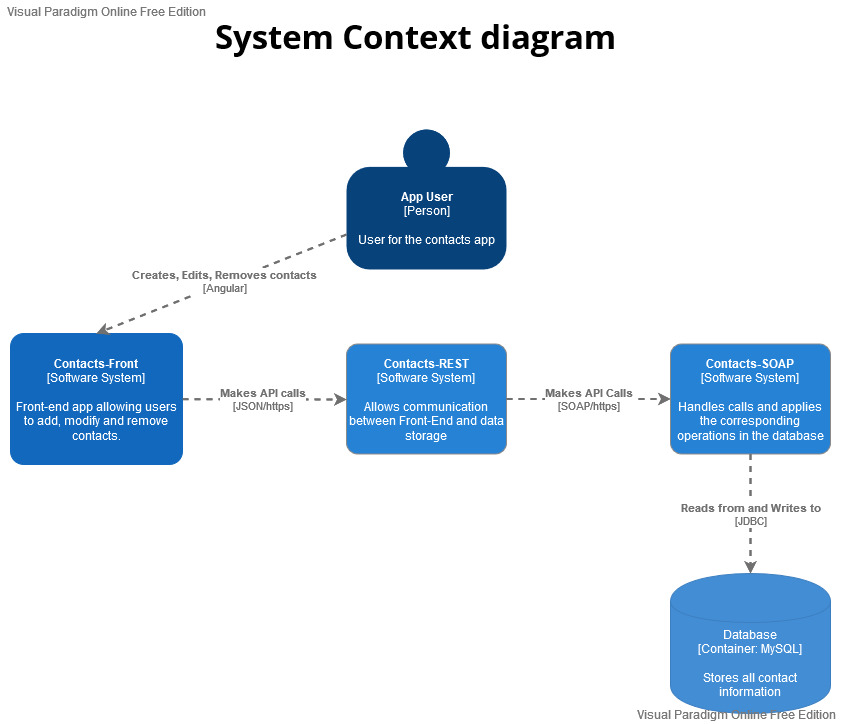 Visual Paradigm Online Free Edition
System Context diagram
App User
[Person]
User for the contacts app
Creates, Edits, Removes contacts
[Angular]
Contacts-Front
[Software System]
Front-end app allowing users
to add, modify and remove
contacts.
Makes API calls
[JSON/https]
Contacts-REST
[Software System]
Allows communication
between Front-End and data
storage
Makes API Calls
[SOAP/https]
Contacts-SOAP
[Software System]
Handles calls and applies
the corresponding
operations in the database
Reads from and Writes to
[JDBC]
Database
[Container: MySQL]
Stores all contact
information
Visual Paradigm Online Free Edition